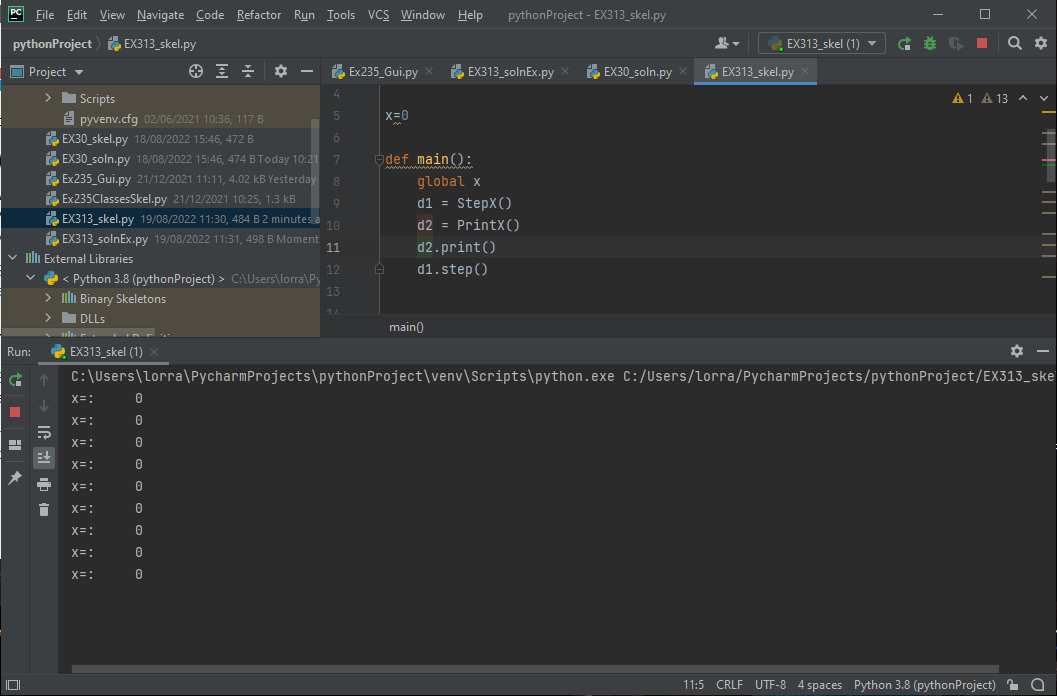 PC File Edit View Navigate Code Refactor Run Tools VCS Window Help pythonProject - EX313_skel.py
pythonProject EX313_skel.py EX313_skel (1)
Project Ex235_Gui.py EX313_solnEx.py EX30_soln.py EX313_skel.py
Scripts
pyvenv.cfg 02/06/2021 10:36, 117 B
EX30_skel.py 18/08/2022 15:46, 472 B
EX30_soln.py 18/08/2022 15:46, 474 B Today 10:21
Ex235_Gui.py 21/12/2021 11:11, 4.02 kB Yesterday
Ex235ClassesSkel.py 21/12/2021 10:25, 1.3 kB
EX313_skel.py 19/08/2022 11:30, 484 B 2 minutes a
EX313_solnEx.py 19/08/2022 11:31, 498 B Moment
External Libraries
< Python 3.8 (pythonProject) > C:\Users\lorra\Py
Binary Skeletons
DLLs
4
5 x=0
6
7 def main():
8 global x
9 d1 = StepX()
10 d2 = PrintX()
11 d2.print()
12 d1.step()
13
14
1 13
main()
Run: EX313_skel (1)
C:\Users\lorra\PycharmProjects\pythonProject\venv\Scripts\python.exe C:/Users/lorra/PycharmProjects/pythonProject/EX313_ske
x=: 0
x=: 0
x=: 0
x=: 0
x=: 0
x=: 0
x=: 0
x=: 0
x=: 0
11:5 CRLF UTF-8 4 spaces Python 3.8 (pythonProject)